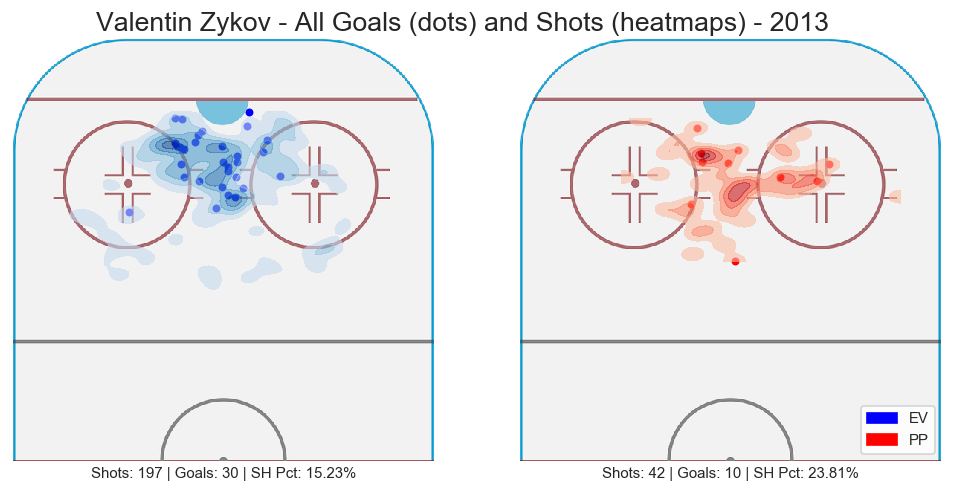 Valentin Zykov - All Goals (dots) and Shots (heatmaps) - 2013
EV
PP
Shots: 197 | Goals: 30 | SH Pct: 15.23%
Shots: 42 | Goals: 10 | SH Pct: 23.81%